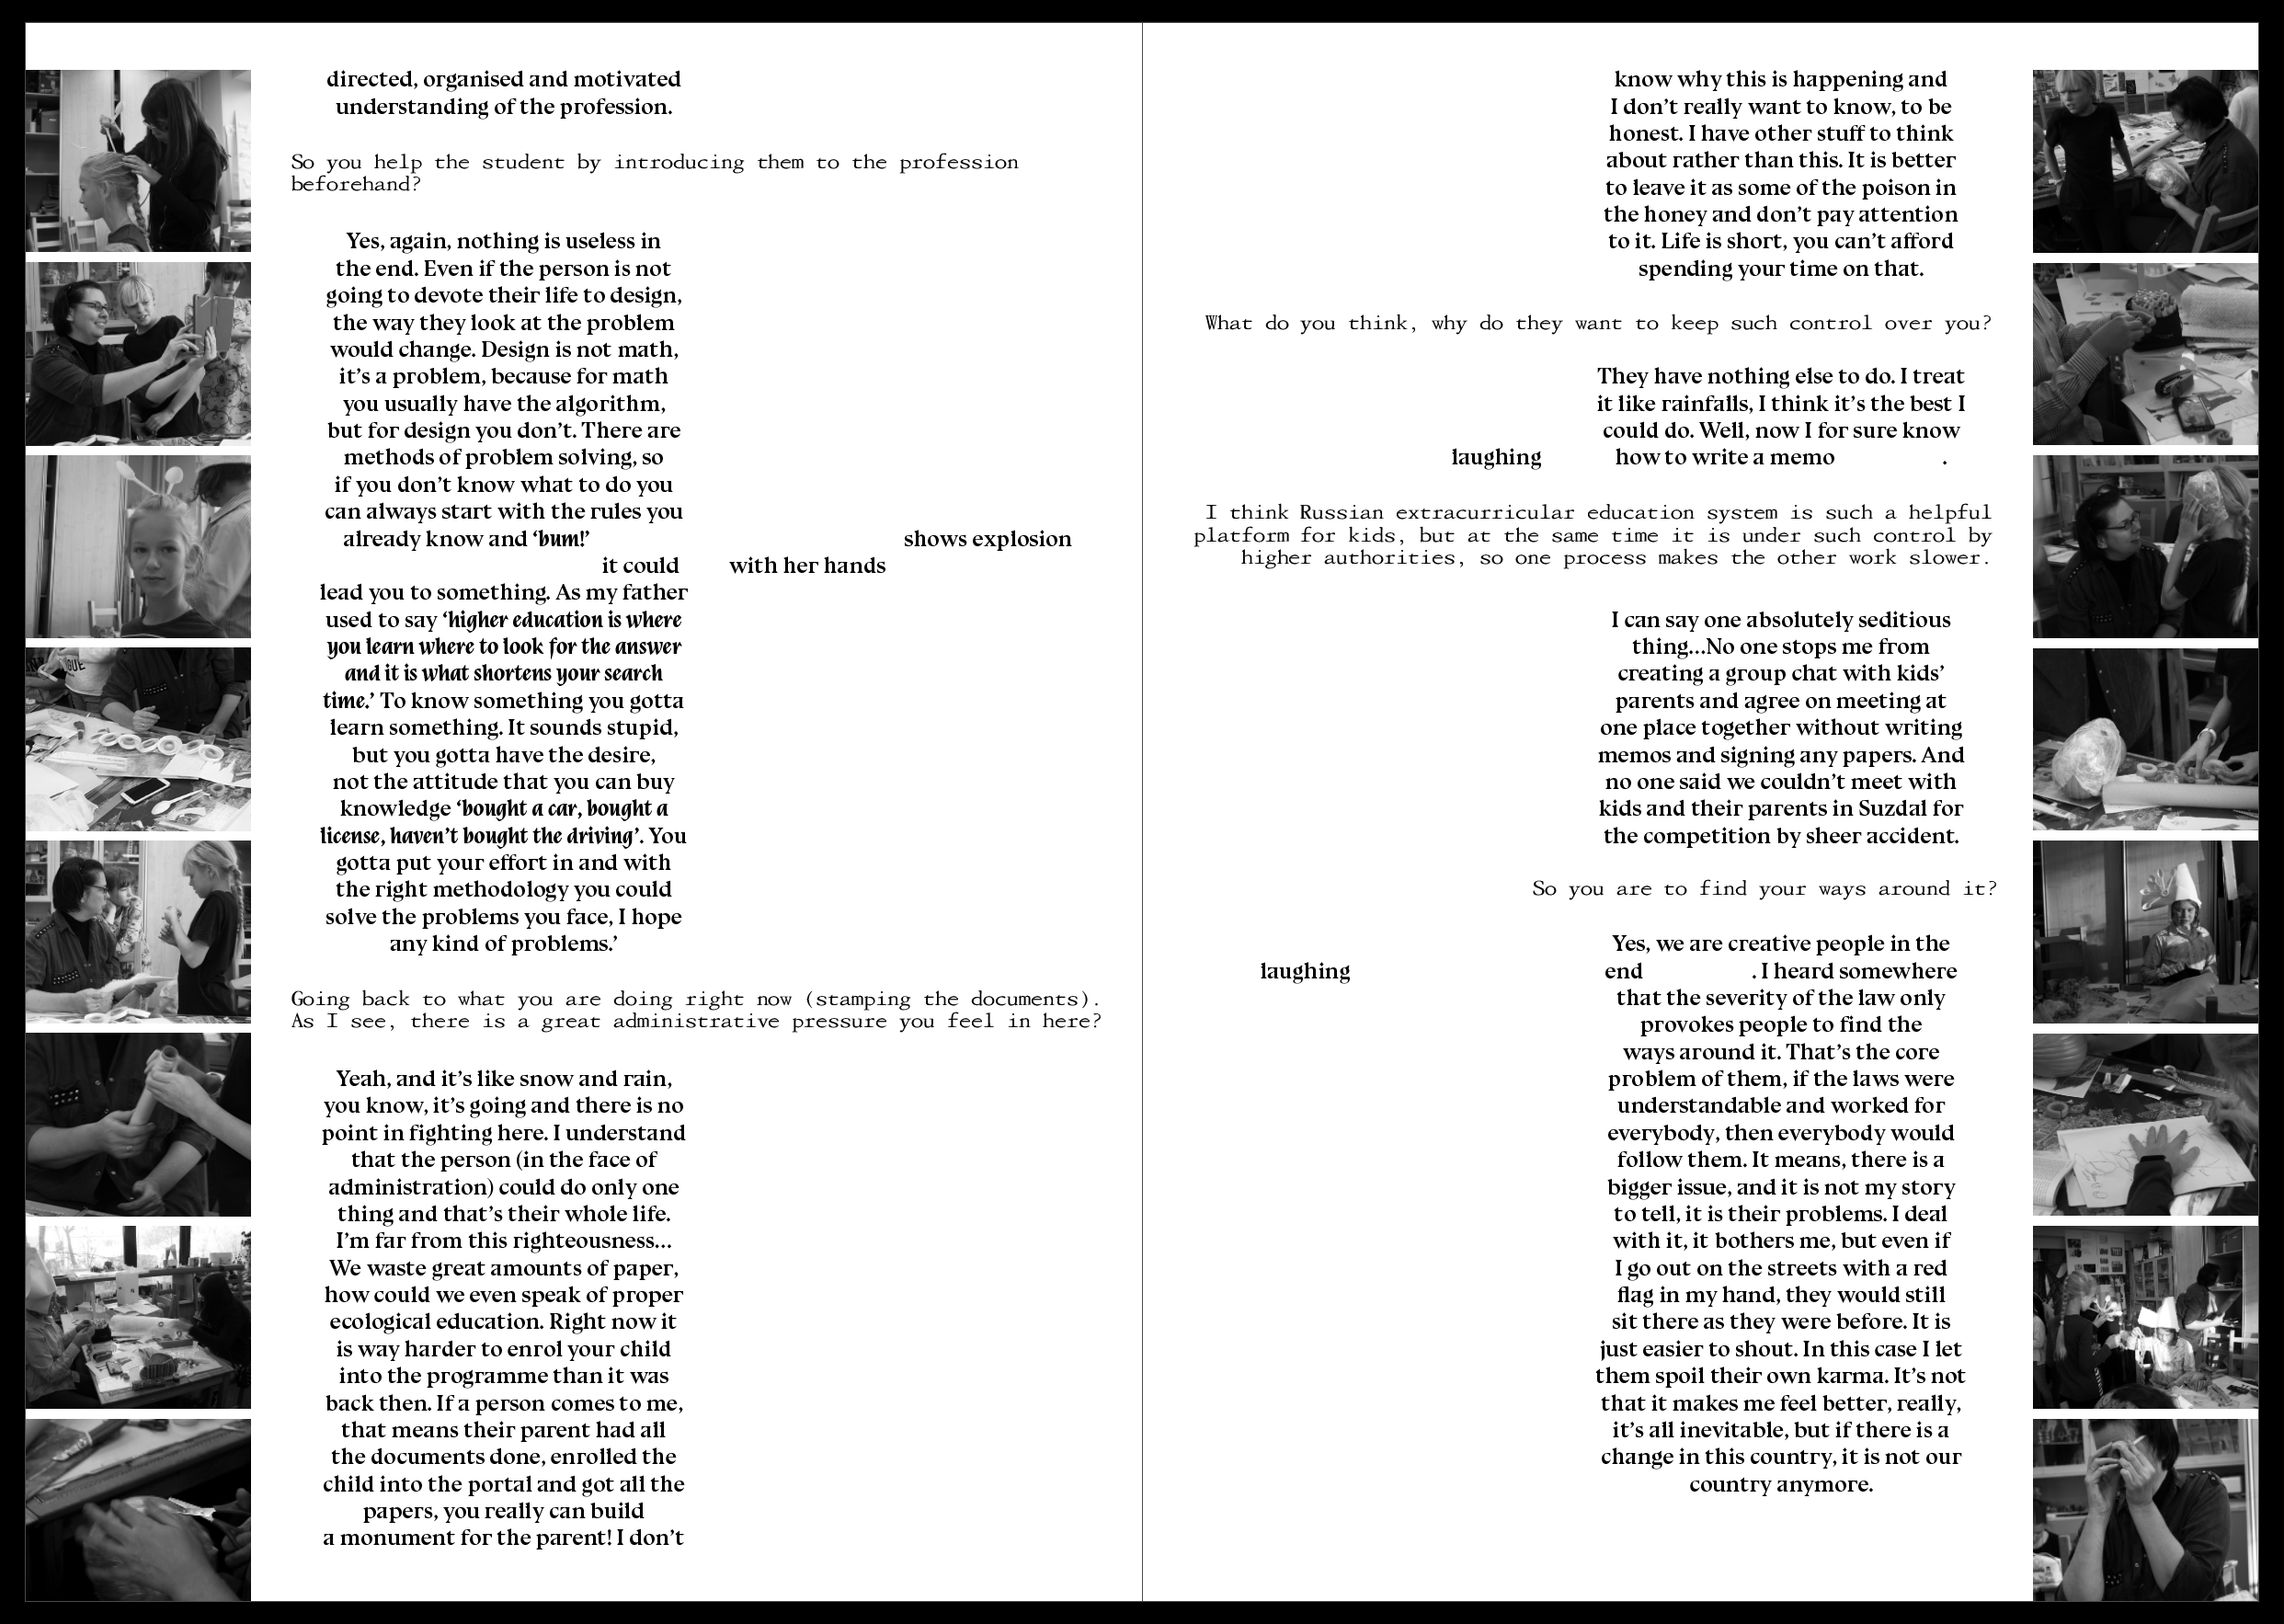 directed, organised and motivated
understanding of the profession.
So you help the student by introducing them to the profession
beforehand?
Yes, again, nothing is useless in
the end. Even if the person is not
going to devote their life to design,
the way they look at the problem
would change. Design is not math,
it’s a problem, because for math
you usually have the algorithm,
but for design you don’t. There are
methods of problem solving, so
if you don’t know what to do you
can always start with the rules you
already know and ‘bum!’ shows explosion
it could with her hands
lead you to something. As my father
used to say ‘higher education is where
you learn where to look for the answer
and it is what shortens your search
time.’ To know something you gotta
learn something. It sounds stupid,
but you gotta have the desire,
not the attitude that you can buy
knowledge ‘bought a car, bought a
license, haven’t bought the driving’. You
gotta put your effort in and with
the right methodology you could
solve the problems you face, I hope
any kind of problems.’
Going back to what you are doing right now (stamping the documents).
As I see, there is a great administrative pressure you feel in here?
Yeah, and it’s like snow and rain,
you know, it’s going and there is no
point in fighting here. I understand
that the person (in the face of
administration) could do only one
thing and that’s their whole life.
I’m far from this righteousness...
We waste great amounts of paper,
how could we even speak of proper
ecological education. Right now it
is way harder to enrol your child
into the programme than it was
back then. If a person comes to me,
that means their parent had all
the documents done, enrolled the
child into the portal and got all the
papers, you really can build
a monument for the parent! I don’t
know why this is happening and
I don’t really want to know, to be
honest. I have other stuff to think
about rather than this. It is better
to leave it as some of the poison in
the honey and don’t pay attention
to it. Life is short, you can’t afford
spending your time on that.
What do you think, why do they want to keep such control over you?
They have nothing else to do. I treat
it like rainfalls, I think it’s the best I
could do. Well, now I for sure know
laughing how to write a memo .
I think Russian extracurricular education system is such a helpful
platform for kids, but at the same time it is under such control by
higher authorities, so one process makes the other work slower.
I can say one absolutely seditious
thing...No one stops me from
creating a group chat with kids’
parents and agree on meeting at
one place together without writing
memos and signing any papers. And
no one said we couldn’t meet with
kids and their parents in Suzdal for
the competition by sheer accident.
So you are to find your ways around it?
Yes, we are creative people in the
laughing end . I heard somewhere
that the severity of the law only
provokes people to find the
ways around it. That’s the core
problem of them, if the laws were
understandable and worked for
everybody, then everybody would
follow them. It means, there is a
bigger issue, and it is not my story
to tell, it is their problems. I deal
with it, it bothers me, but even if
I go out on the streets with a red
flag in my hand, they would still
sit there as they were before. It is
just easier to shout. In this case I let
them spoil their own karma. It’s not
that it makes me feel better, really,
it’s all inevitable, but if there is a
change in this country, it is not our
country anymore.